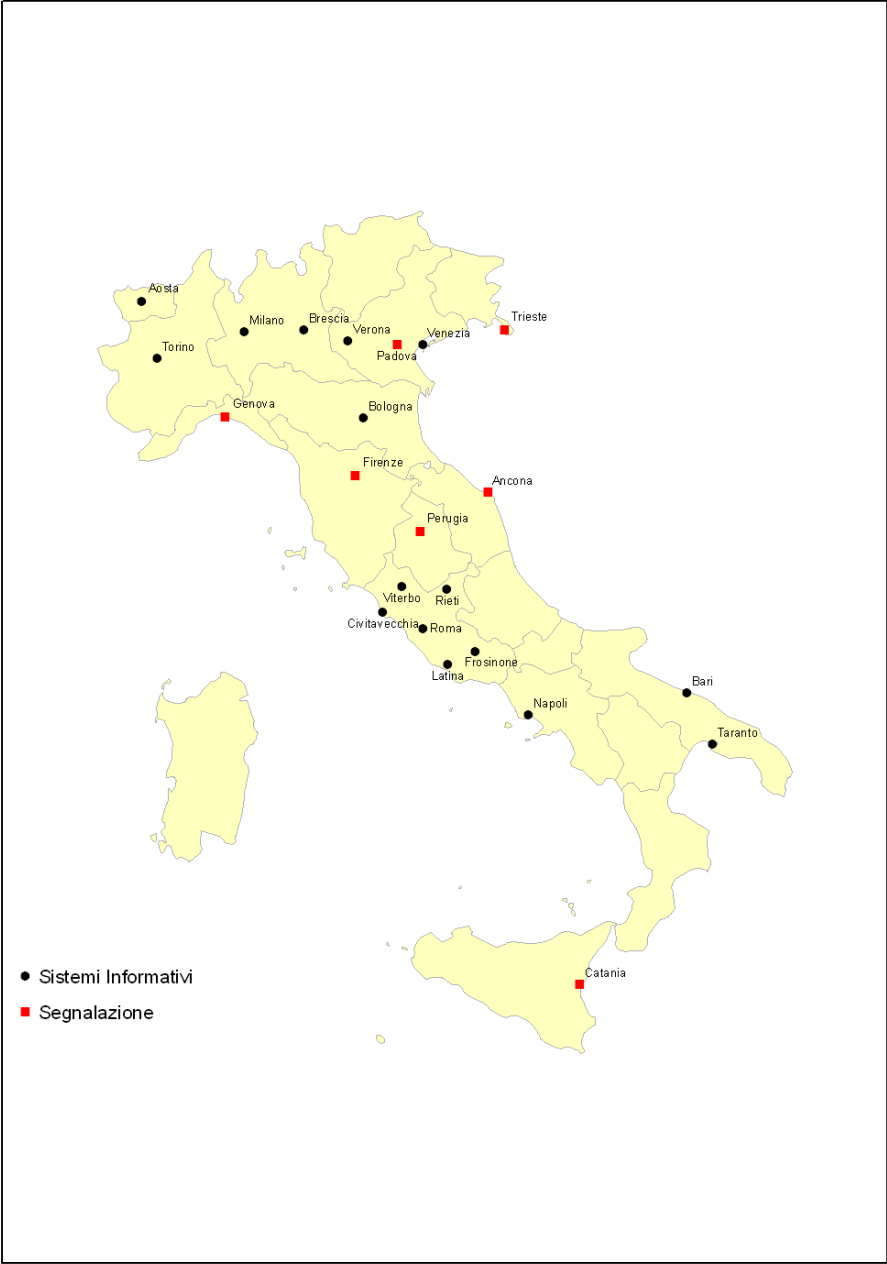 Aosta
Trieste
Milano
Brescia
Verona
Venezia
Torino
Padova
Genova
Bologna
Firenze
Ancona
Perugia
Viterbo
Rieti
Civitavecchia
Roma
Frosinone
Latina
Bari
Napoli
Taranto
Catania
Sistemi Informativi
Segnalazione